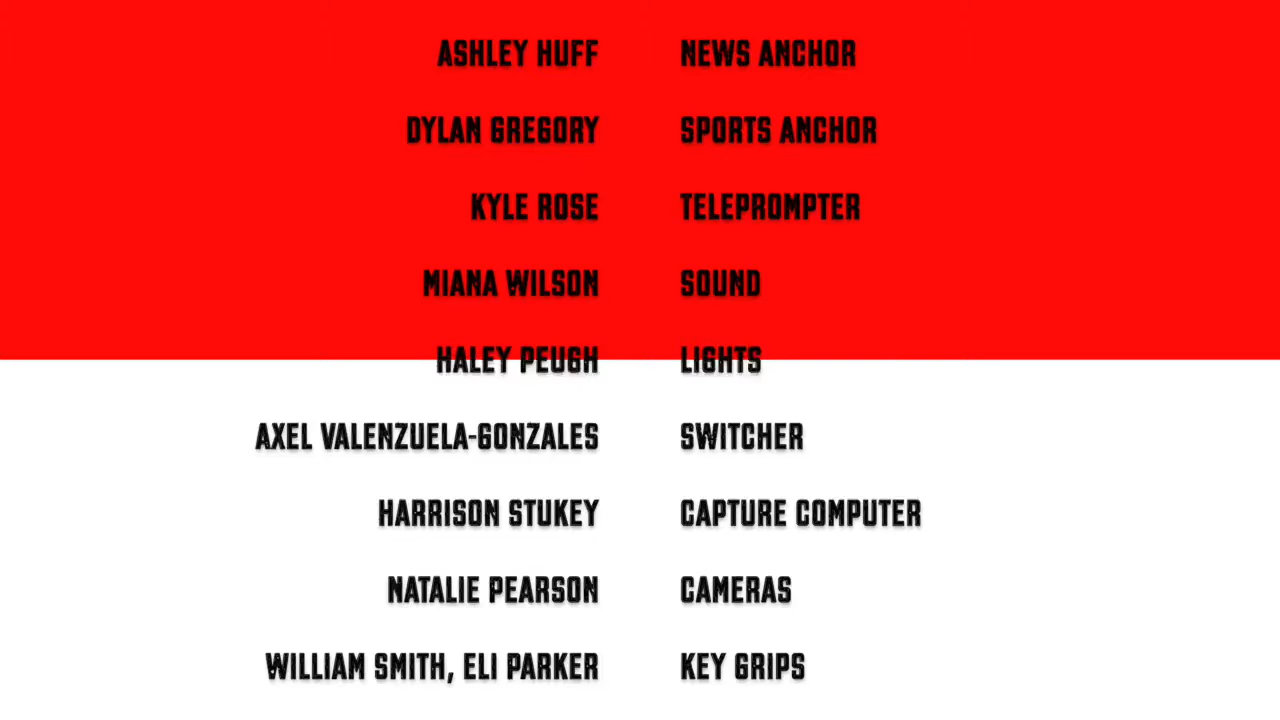 ASHLEY HUFF NEWS ANCHOR
DYLAN GREGORY SPORTS ANCHOR
KYLE ROSE TELEPROMPTER
MIANA WILSON SOUND
HALEY PEUGH LIGHTS
AXEL VALENZUELA-GONZALES SWITCHER
HARRISON STUKEY CAPTURE COMPUTER
NATALIE PEARSON CAMERAS
WILLIAM SMITH, ELI PARKER KEY GRIPS